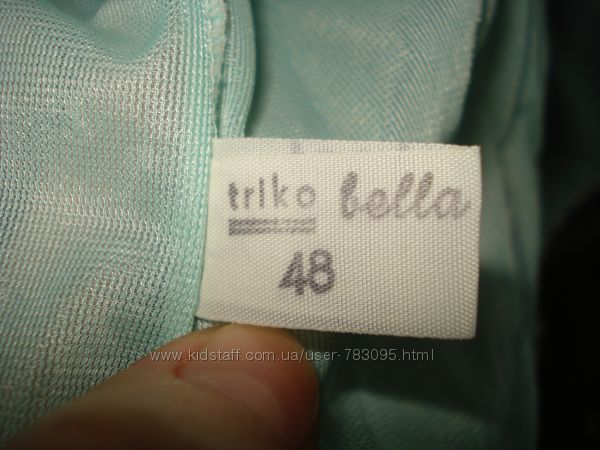 triko bella
48
www.kidstaff.com.ua/user-783095.html